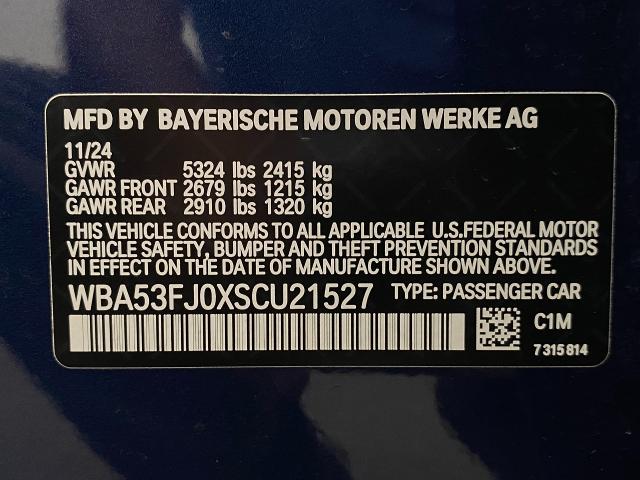 MFD BY BAYERISCHE MOTOREN WERKE AG
11/24
GVWR 5324 lbs 2415 kg
GAWR FRONT 2679 lbs 1215 kg
GAWR REAR 2910 lbs 1320 kg
THIS VEHICLE CONFORMS TO ALL APPLICABLE U.S.FEDERAL MOTOR
VEHICLE SAFETY, BUMPER AND THEFT PREVENTION STANDARDS
IN EFFECT ON THE DATE OF MANUFACTURE SHOWN ABOVE.
WBA53FJ0XSCU21527 TYPE: PASSENGER CAR
C1M
7315814